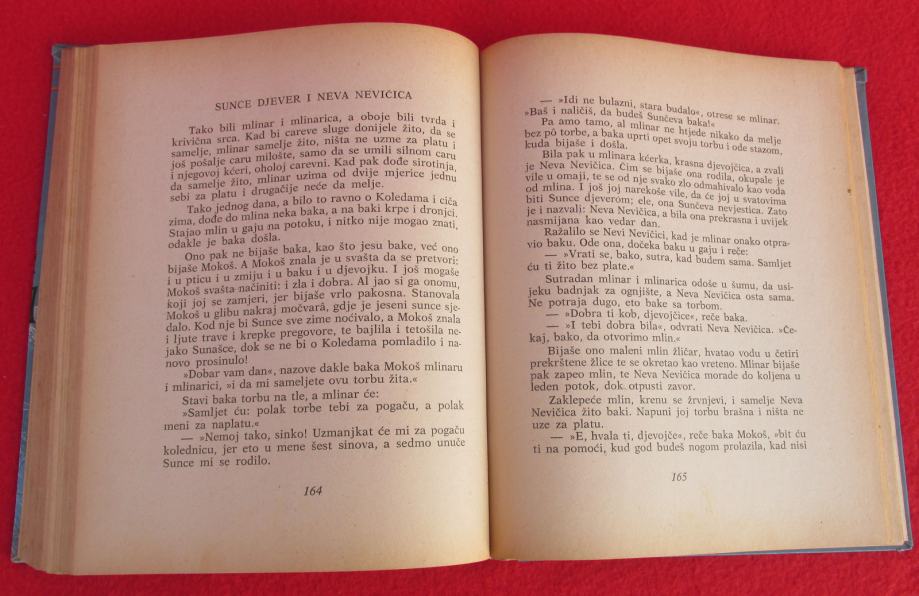 SUNCE DJEVER I NEVA NEVIČICA
Tako bili mlinar i mlinarica, a oboje bili tvrda i
krivična srca. Kad bi careve sluge donijele žito, da se
samelje, mlinar samelje žito, ništa ne uzme za platu i
još pošalje caru milošte, samo da se umili silnom caru
i njegovoj kćeri, oholoj carevni. Kad pak dođe sirotinja,
da samelje žito, mlinar uzima od dvije mjerice jednu
sebi za platu i drugačije neće da melje.
Tako jednog dana, a bilo to ravno o Koledama i ciča
zima, dođe do mlina neka baka, a na baki krpe i dronjci.
Stajao mlin u gaju na potoku, i nitko nije mogao znati,
odakle je baka došla.
Ono pak ne bijaše baka, kao što jesu bake, već ono
bijaše Mokoš. A Mokoš znala je u svašta da se pretvori:
i u pticu i u zmiju i u baku i u djevojku. I još mogaše
Mokoš svašta načiniti: i zla i dobra. Al jao si ga onomu,
koji joj se zamjeri, jer bijaše vrlo pakosna. Stanovala
Mokoš u glibu nakraj močvarâ, gdje je jeseni sunce sje-
dalo. Kod nje bi Sunce sve zime noćivalo, a Mokoš znala
i ljute trave i krepke pregovore, te bajlila i tetošila ne-
jako Sunašce, dok se ne bi o Koledama pomladilo i na-
novo prosinulo!
»Dobar vam dan«, nazove dakle baka Mokoš mlinaru
i mlinarici, »i da mi sameljete ovu torbu žita.«
Stavi baka torbu na tle, a mlinar će:
»Samljet ću: polak torbe tebi za pogaču, a polak
meni za naplatu.«
— »Nemoj tako, sinko! Uzmanjkat će mi za pogaču
kolednicu, jer eto u mene šest sinova, a sedmo unuče
Sunce mi se rodilo.
164
— »Idi ne bulazni, stara budalo«, otrese se mlinar.
»Baš i naličiš, da budeš Sunčeva baka!«
Pa amo tamo, al mlinar ne htjede nikako da melje
bez pô torbe, a baka uprti opet svoju torbu i ode stazom,
kuda bijaše i došla.
Bila pak u mlinara kćerka, krasna djevojčica, a zvali
je Neva Nevičica. Čim se bijaše ona rodila, okupale je
vile u omaji, te se od nje svako zlo odmahivalo kao voda
od mlina. I još joj narekoše vile, da će joj u svatovima
biti Sunce djeverom; ele, ona Sunčeva nevjestica. Zato
je i nazvali: Neva Nevičica, a bila ona prekrasna i uvijek
nasmijana kao vedar dan.
Ražalilo se Nevi Nevičici, kad je mlinar onako otpra-
vio baku. Ode ona, dočeka baku u gaju i reče:
— »Vrati se, bako, sutra, kad budem sama. Samljet
ću ti žito bez plate.«
Sutradan mlinar i mlinarica odoše u šumu, da usi-
jeku badnjak za ognjište, a Neva Nevičica osta sama.
Ne potraja dugo, eto bake sa torbom.
— »Dobra ti kob, djevojčice«, reče baka.
— »I tebi dobra bila«, odvrati Neva Nevičica. »Če-
kaj, bako, da otvorimo mlin.«
Bijaše ono maleni mlin žličar, hvatao vodu u četiri
prekrštene žlice te se okretao kao vreteno. Mlinar bijaše
pak zapeo mlin, te Neva Nevičica morade do koljena u
leden potok, dok otpusti zavor.
Zaklepeće mlin, krenu se žrvnjevi, i samelje Neva
Nevičica žito baki. Napuni joj torbu brašna i ništa ne
uze za platu.
— »E, hvala ti, djevojče«, reče baka Mokoš, »bit ću
ti na pomoći, kud god budeš nogom prolazila, kad nisi
165